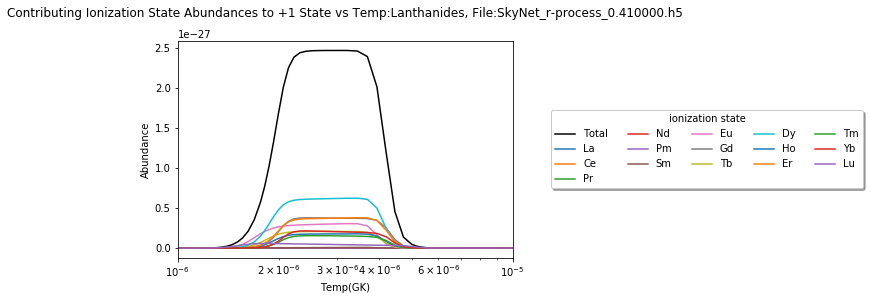 Contributing Ionization State Abundances to +1 State vs Temp:Lanthanides, File:SkyNet_r-process_0.410000.h5
1e−27
2.5
2.0
1.5
1.0
0.5
0.0
Abundance
10⁻⁶
2 × 10⁻⁶
3 × 10⁻⁶
4 × 10⁻⁶
6 × 10⁻⁶
10⁻⁵
Temp(GK)
ionization state
Total Nd Eu Dy Tm
La Pm Gd Ho Yb
Ce Sm Tb Er Lu
Pr